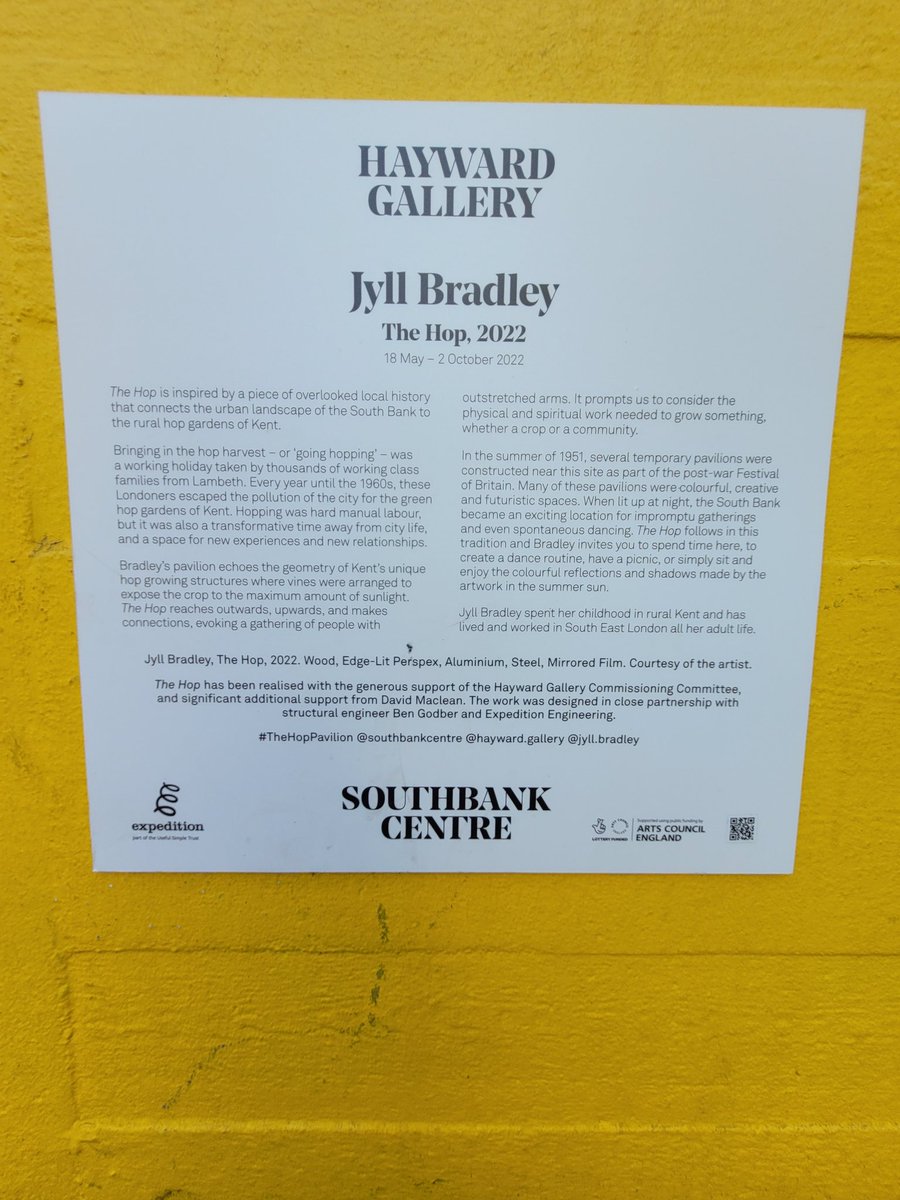 HAYWARD
GALLERY
Jyll Bradley
The Hop, 2022
18 May – 2 October 2022
The Hop is inspired by a piece of overlooked local history
that connects the urban landscape of the South Bank to
the rural hop gardens of Kent.
Bringing in the hop harvest – or ‘going hopping’ – was
a working holiday taken by thousands of working class
families from Lambeth. Every year until the 1960s, these
Londoners escaped the pollution of the city for the green
hop gardens of Kent. Hopping was hard manual labour,
but it was also a transformative time away from city life,
and a space for new experiences and new relationships.
Bradley’s pavilion echoes the geometry of Kent’s unique
hop growing structures where vines were arranged to
expose the crop to the maximum amount of sunlight.
The Hop reaches outwards, upwards, and makes
connections, evoking a gathering of people with
outstretched arms. It prompts us to consider the
physical and spiritual work needed to grow something,
whether a crop or a community.
In the summer of 1951, several temporary pavilions were
constructed near this site as part of the post-war Festival
of Britain. Many of these pavilions were colourful, creative
and futuristic spaces. When lit up at night, the South Bank
became an exciting location for impromptu gatherings
and even spontaneous dancing. The Hop follows in this
tradition and Bradley invites you to spend time here, to
create a dance routine, have a picnic, or simply sit and
enjoy the colourful reflections and shadows made by the
artwork in the summer sun.
Jyll Bradley spent her childhood in rural Kent and has
lived and worked in South East London all her adult life.
Jyll Bradley, The Hop, 2022. Wood, Edge-Lit Perspex, Aluminium, Steel, Mirrored Film. Courtesy of the artist.
The Hop has been realised with the generous support of the Hayward Gallery Commissioning Committee,
and significant additional support from David Maclean. The work was designed in close partnership with
structural engineer Ben Godber and Expedition Engineering.
#TheHopPavilion @southbankcentre @hayward.gallery @jyll.bradley
expedition
part of the Useful Simple Trust
SOUTHBANK
CENTRE
LOTTERY FUNDED
Supported using public funding by
ARTS COUNCIL
ENGLAND